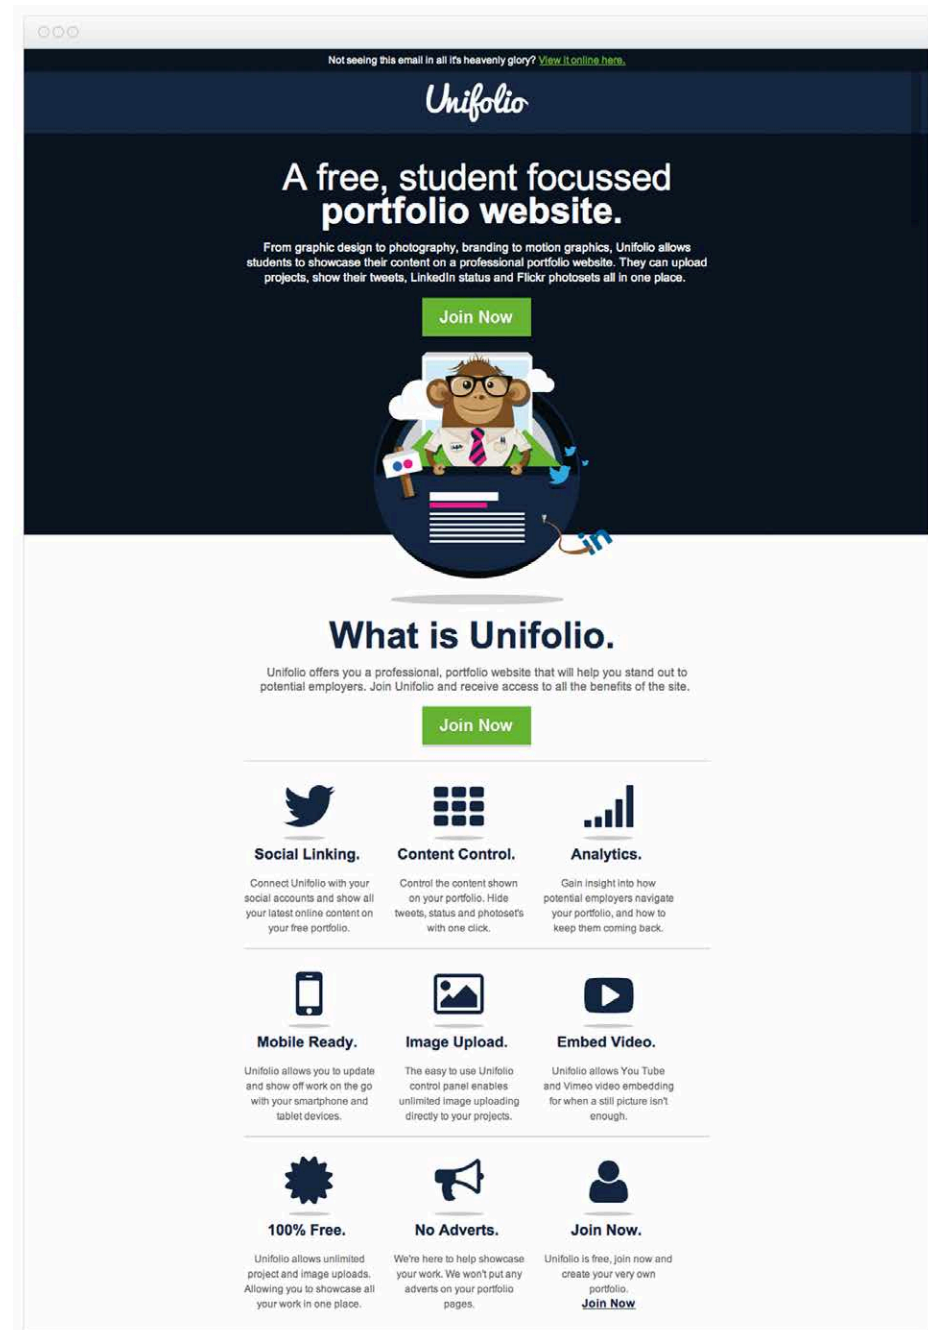 Not seeing this email in all it's heavenly glory? View it online here.
Unifolio
A free, student focussed
portfolio website.
From graphic design to photography, branding to motion graphics, Unifolio allows
students to showcase their content on a professional portfolio website. They can upload
projects, show their tweets, LinkedIn status and Flickr photosets all in one place.
Join Now
in
What is Unifolio.
Unifolio offers you a professional, portfolio website that will help you stand out to
potential employers. Join Unifolio and receive access to all the benefits of the site.
Join Now
Social Linking.
Connect Unifolio with your
social accounts and show all
your latest online content on
your free portfolio.
Content Control.
Control the content shown
on your portfolio. Hide
tweets, status and photoset's
with one click.
Analytics.
Gain insight into how
potential employers navigate
your portfolio, and how to
keep them coming back.
Mobile Ready.
Unifolio allows you to update
and show off work on the go
with your smartphone and
tablet devices.
Image Upload.
The easy to use Unifolio
control panel enables
unlimited image uploading
directly to your projects.
Embed Video.
Unifolio allows You Tube
and Vimeo video embedding
for when a still picture isn't
enough.
100% Free.
Unifolio allows unlimited
project and image uploads.
Allowing you to showcase all
your work in one place.
No Adverts.
We're here to help showcase
your work. We won't put any
adverts on your portfolio
pages.
Join Now.
Unifolio is free, join now and
create your very own
portfolio.
Join Now